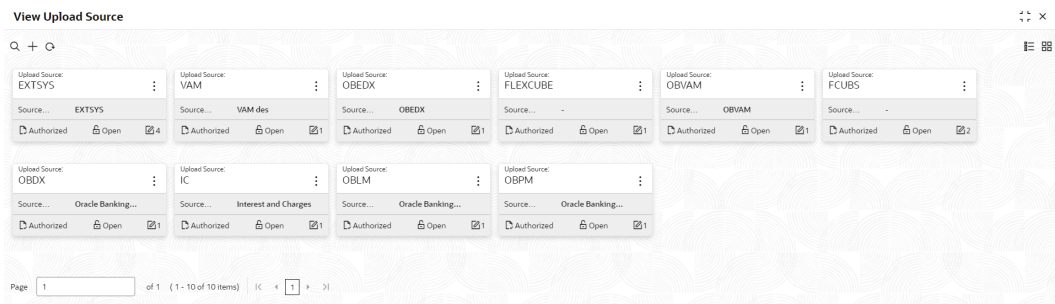 View Upload Source
Upload Source: Upload Source: Upload Source: Upload Source: Upload Source: Upload Source:
EXTSYS VAM OBEDX FLEXCUBE OBVAM FCUBS
Source... EXTSYS Source... VAM des Source... OBEDX Source... - Source... OBVAM Source... -
Authorized Open 4 Authorized Open 1 Authorized Open 1 Authorized Open 1 Authorized Open 1 Authorized Open 2
Upload Source: Upload Source: Upload Source: Upload Source:
OBDX IC OBLM OBPM
Source... Oracle Banking... Source... Interest and Charges Source... Oracle Banking... Source... Oracle Banking...
Authorized Open 1 Authorized Open 1 Authorized Open 1 Authorized Open 1
Page 1 of 1 ( 1 - 10 of 10 items) 1